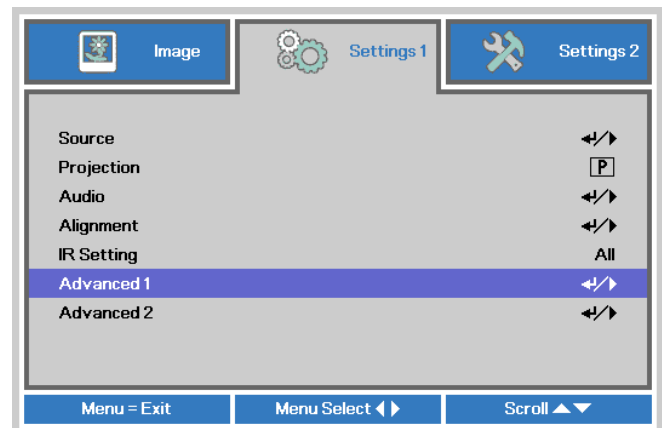 Image Settings 1 Settings 2
Source
Projection P
Audio
Alignment
IR Setting All
Advanced 1
Advanced 2
Menu = Exit Menu Select Scroll